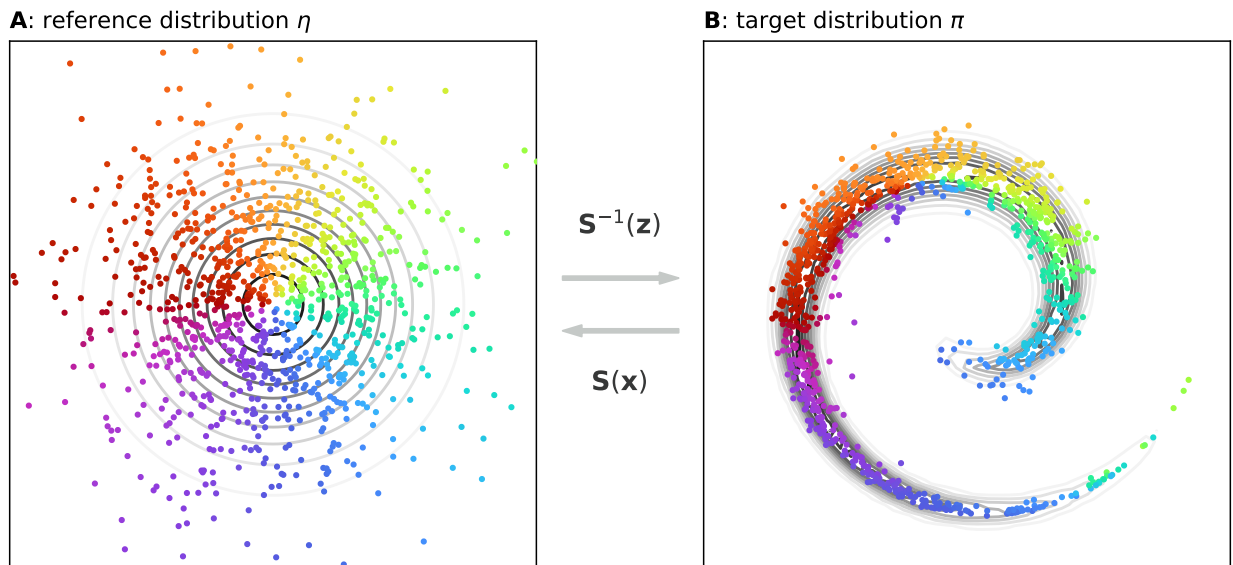 A: reference distribution η
B: target distribution π
S⁻¹(z)
S(x)